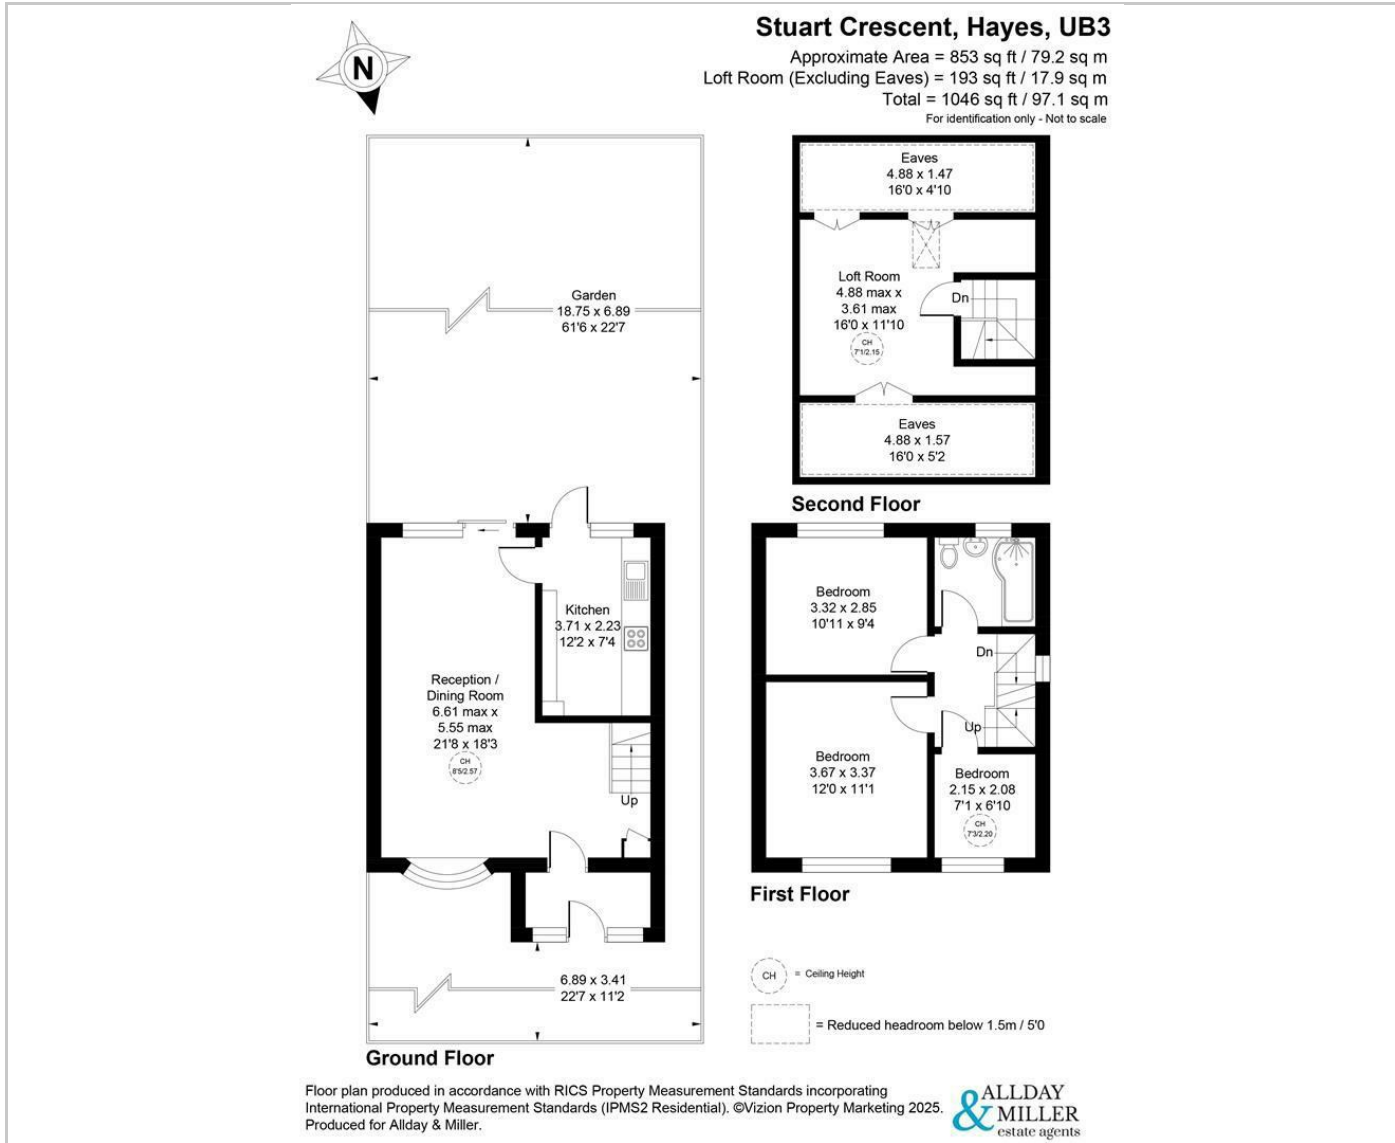 Stuart Crescent, Hayes, UB3
Approximate Area = 853 sq ft / 79.2 sq m
Loft Room (Excluding Eaves) = 193 sq ft / 17.9 sq m
Total = 1046 sq ft / 97.1 sq m
For identification only - Not to scale
N
Garden
18.75 x 6.89
61'6 x 22'7
Kitchen
3.71 x 2.23
12'2 x 7'4
Reception /
Dining Room
6.61 max x
5.55 max
21'8 x 18'3
CH
8'5/2.57
Up
6.89 x 3.41
22'7 x 11'2
Ground Floor
Eaves
4.88 x 1.47
16'0 x 4'10
Loft Room
4.88 max x
3.61 max
16'0 x 11'10
CH
7'1/2.15
Dn
Eaves
4.88 x 1.57
16'0 x 5'2
Second Floor
Bedroom
3.32 x 2.85
10'11 x 9'4
Dn
Up
Bedroom
3.67 x 3.37
12'0 x 11'1
Bedroom
2.15 x 2.08
7'1 x 6'10
CH
7'3/2.20
First Floor
CH = Ceiling Height
= Reduced headroom below 1.5m / 5'0
Floor plan produced in accordance with RICS Property Measurement Standards incorporating
International Property Measurement Standards (IPMS2 Residential). ©Vizion Property Marketing 2025.
Produced for Allday & Miller.
ALLDAY
& MILLER
estate agents